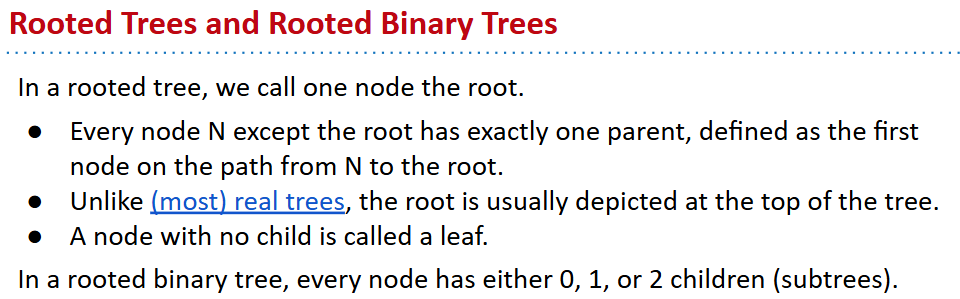 Rooted Trees and Rooted Binary Trees
In a rooted tree, we call one node the root.
● Every node N except the root has exactly one parent, defined as the first
node on the path from N to the root.
● Unlike (most) real trees, the root is usually depicted at the top of the tree.
● A node with no child is called a leaf.
In a rooted binary tree, every node has either 0, 1, or 2 children (subtrees).